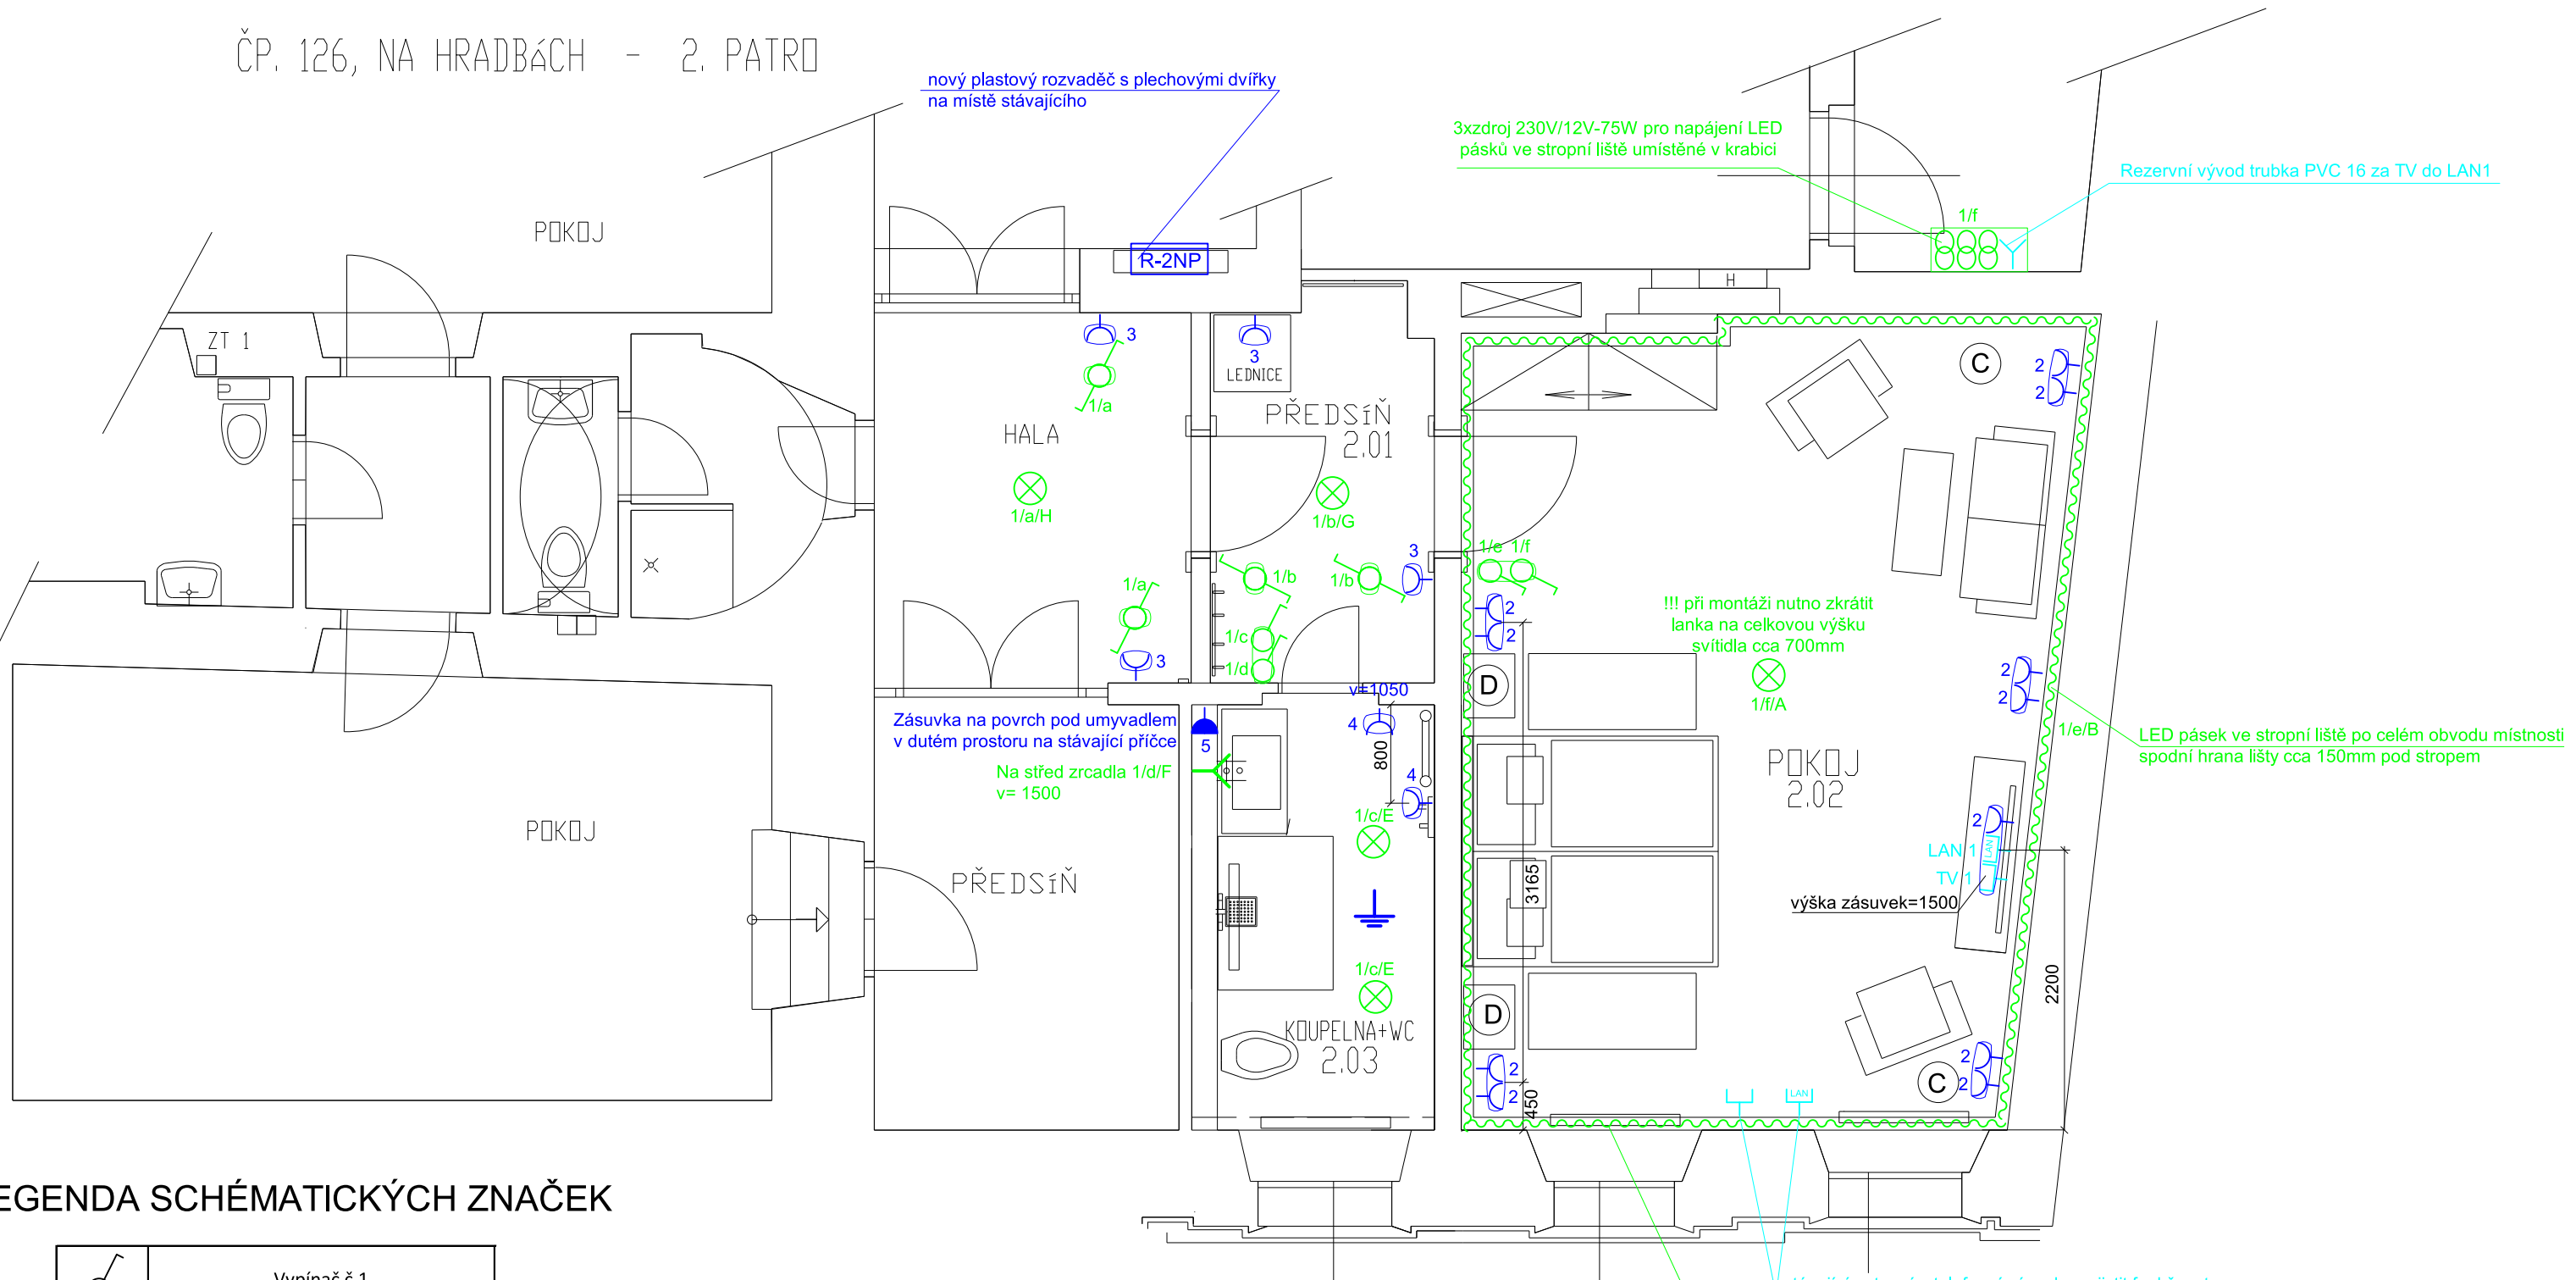 ČP. 126, NA HRADBáCH - 2. PATRO
nový plastový rozvaděč s plechovými dvířky
na místě stávajícího
3xzdroj 230V/12V-75W pro napájení LED
pásků ve stropní liště umístěné v krabici
Rezervní vývod trubka PVC 16 za TV do LAN1
1/f
POKOJ
R-2NP
H
ZT 1
3
1/a
3
LEDNICE
C
2
2
PŘEDSíŇ
2.01
HALA
1/a/H
1/b/G
1/a
3
1/b
1/b
3
1/e 1/f
1/c
1/d
2
2
!!! při montáži nutno zkrátit
lanka na celkovou výšku
svítidla cca 700mm
1/f/A
D
2
2
1/e/B
LED pásek ve stropní liště po celém obvodu místnosti
spodní hrana lišty cca 150mm pod stropem
v=1050
Zásuvka na povrch pod umyvadlem
v dutém prostoru na stávající příčce
5
4
800
4
Na střed zrcadla 1/d/F
v= 1500
1/c/E
POKOJ
2.02
2
LAN 1
LAN
TV 1
výška zásuvek=1500
POKOJ
PŘEDSíŇ
3165
1/c/E
KOUPELNA+WC
2.03
D
2
2
450
2200
C
2
2
LAN
EGENDA SCHÉMATICKÝCH ZNAČEK
Vypínač č.1